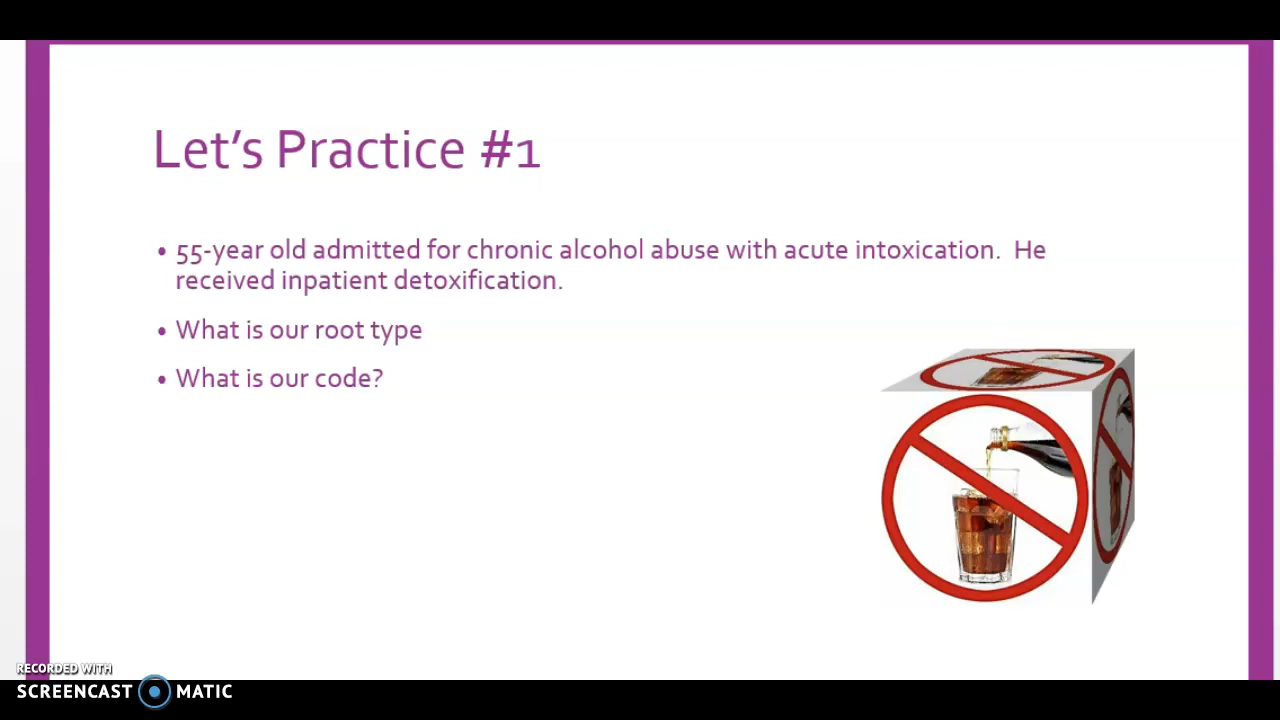 Let's Practice #1
• 55-year old admitted for chronic alcohol abuse with acute intoxication.  He
received inpatient detoxification.
• What is our root type
• What is our code?
RECORDED WITH
SCREENCAST MATIC